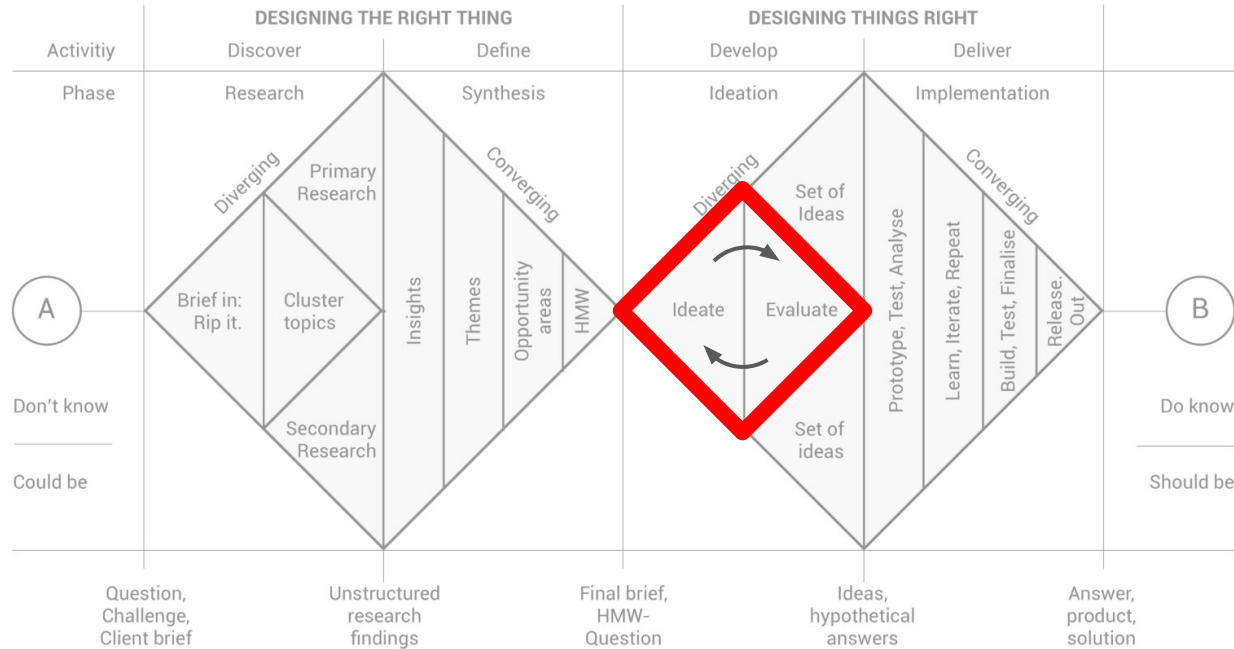 DESIGNING THE RIGHT THING
DESIGNING THINGS RIGHT
Activitiy
Discover
Define
Develop
Deliver
Phase
Research
Synthesis
Ideation
Implementation
Diverging
Primary
Research
Converging
Diverging
Set of
Ideas
Converging
A
Brief in:
Rip it.
Cluster
topics
Insights
Themes
Opportunity
areas
HMW
Ideate
Evaluate
Prototype, Test, Analyse
Learn, Iterate, Repeat
Build, Test, Finalise
Release.
Out
B
Don't know
Could be
Secondary
Research
Set of
ideas
Do know
Should be
Question,
Challenge,
Client brief
Unstructured
research
findings
Final brief,
HMW-
Question
Ideas,
hypothetical
answers
Answer,
product,
solution